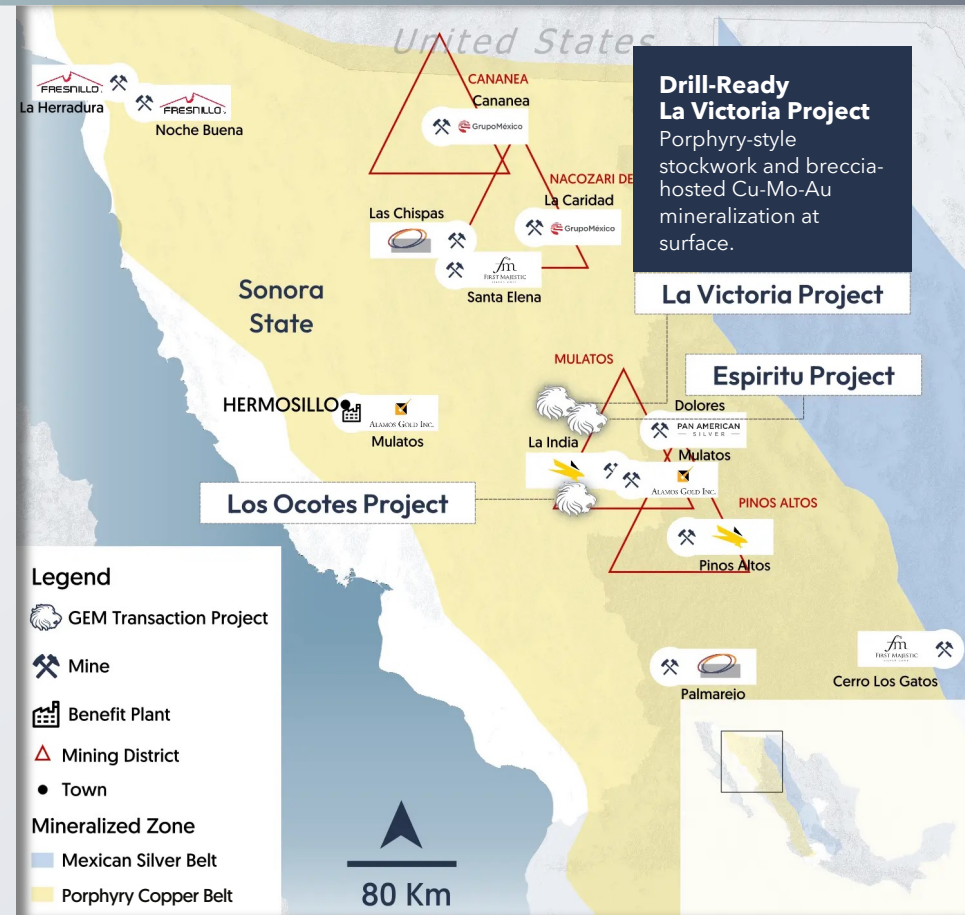 United States
FRESNILLO.
La Herradura
FRESNILLO.
Noche Buena
CANANEA
Cananea
GrupoMéxico
NACOZARI DE
La Caridad
GrupoMéxico
Las Chispas
fm
FIRST MAJESTIC
Santa Elena
Drill-Ready
La Victoria Project
Porphyry-style
stockwork and breccia-
hosted Cu-Mo-Au
mineralization at
surface.
La Victoria Project
Sonora
State
MULATOS
Espiritu Project
HERMOSILLO
ALAMOS GOLD INC.
Mulatos
Dolores
PAN AMERICAN
SILVER
La India
Mulatos
ALAMOS GOLD INC.
Los Ocotes Project
PINOS ALTOS
Pinos Altos
fm
FIRST MAJESTIC
Cerro Los Gatos
Palmarejo
Legend
GEM Transaction Project
Mine
Benefit Plant
Mining District
Town
Mineralized Zone
Mexican Silver Belt
Porphyry Copper Belt
80 Km